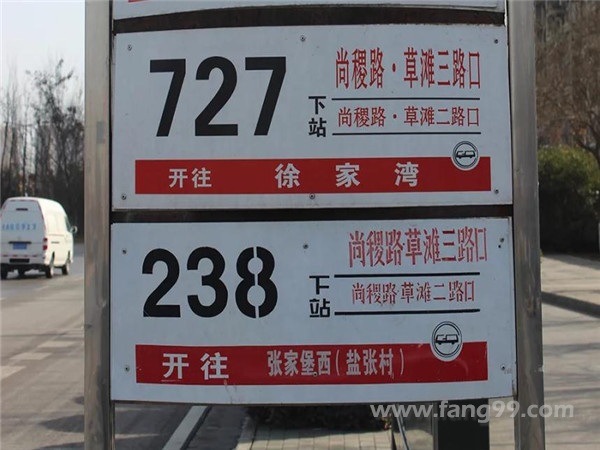 727
下站
尚稷路·草滩三路口
尚稷路·草滩二路口
开往 徐家湾
238
下站
尚稷路草滩三路口
尚稷路草滩二路口
开往 张家堡西(盐张村)
www.fang99.com